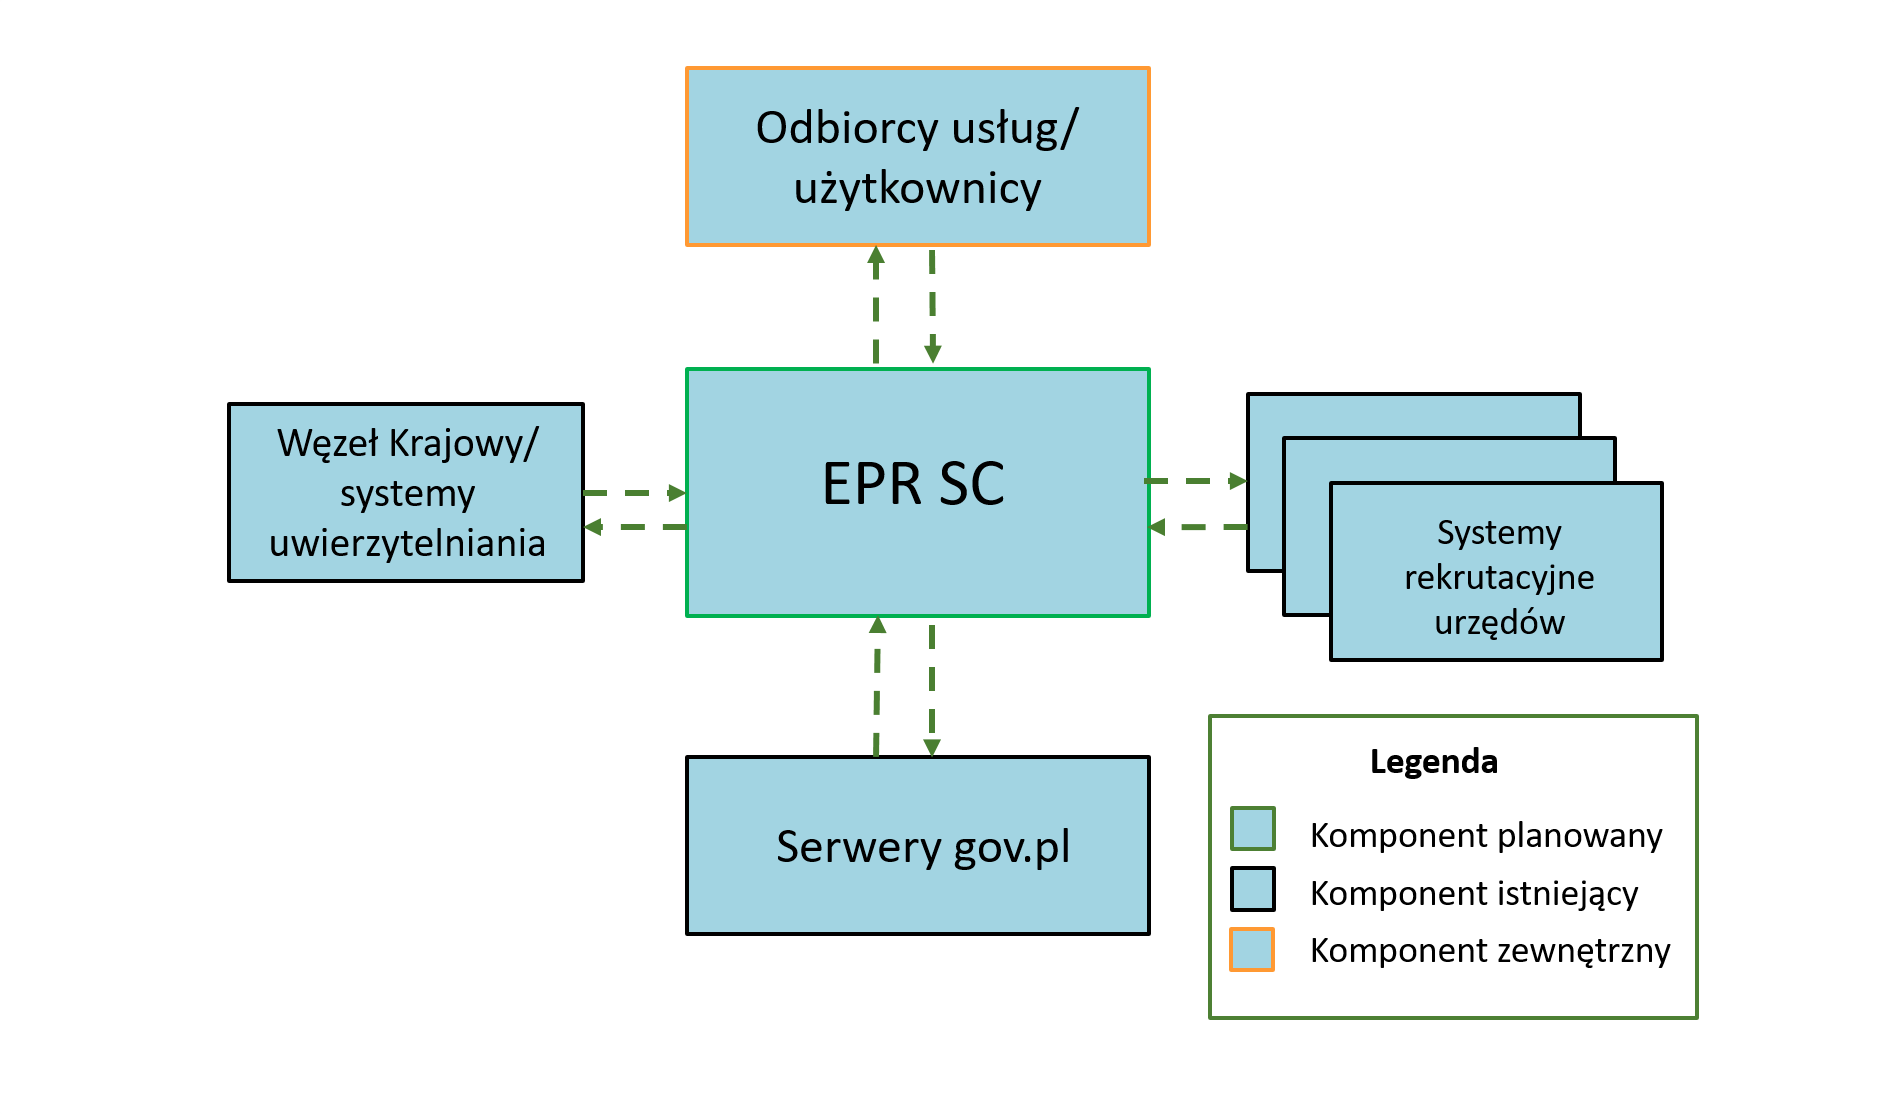 Odbiorcy usług/
użytkownicy
Węzeł Krajowy/
systemy
uwierzytelniania
EPR SC
Systemy
rekrutacyjne
urzędów
Serwery gov.pl
Legenda
Komponent planowany
Komponent istniejący
Komponent zewnętrzny